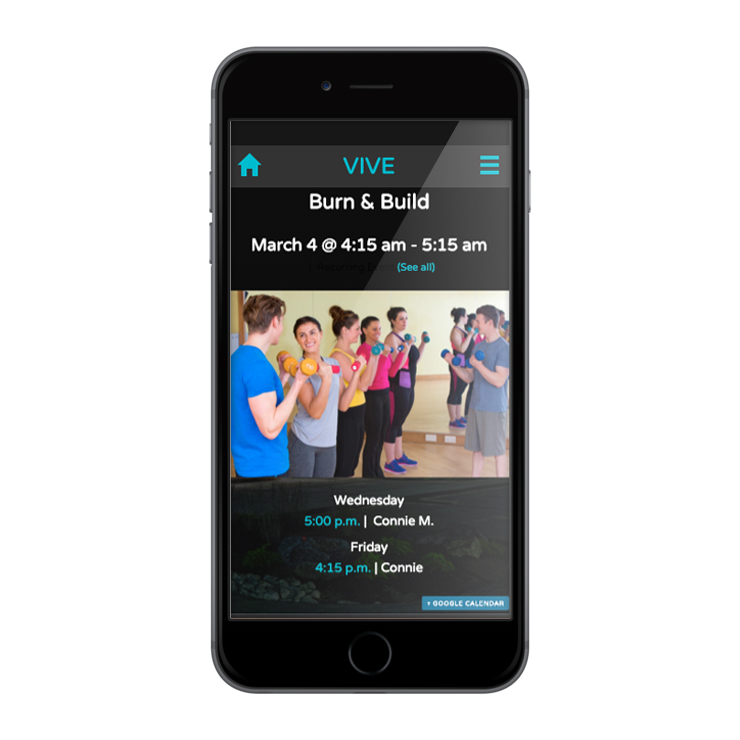 VIVE
Burn & Build
March 4 @ 4:15 am - 5:15 am
| Recurring (See all)
Wednesday
5:00 p.m. | Connie M.
Friday
4:15 p.m. | Connie
+ GOOGLE CALENDAR